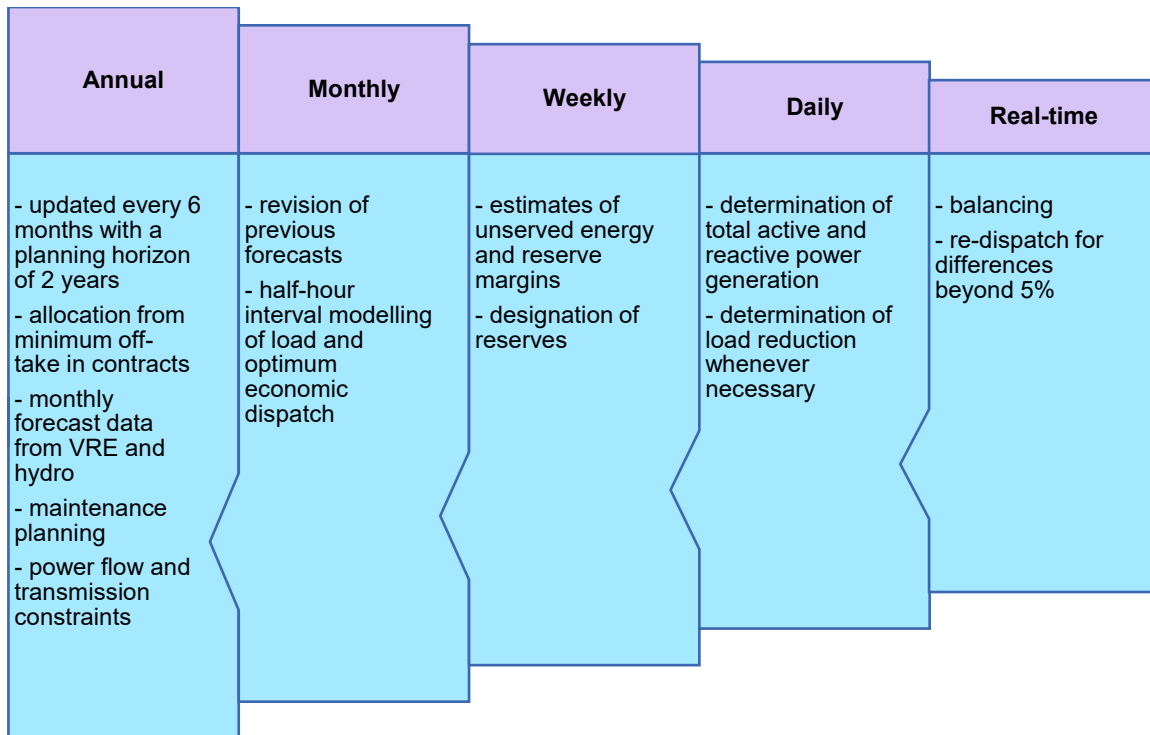 Annual
- updated every 6
months with a
planning horizon
of 2 years
- allocation from
minimum off-
take in contracts
- monthly
forecast data
from VRE and
hydro
- maintenance
planning
- power flow and
transmission
constraints
Monthly
- revision of
previous
forecasts
- half-hour
interval modelling
of load and
optimum
economic
dispatch
Weekly
- estimates of
unserved energy
and reserve
margins
- designation of
reserves
Daily
- determination of
total active and
reactive power
generation
- determination of
load reduction
whenever
necessary
Real-time
- balancing
- re-dispatch for
differences
beyond 5%